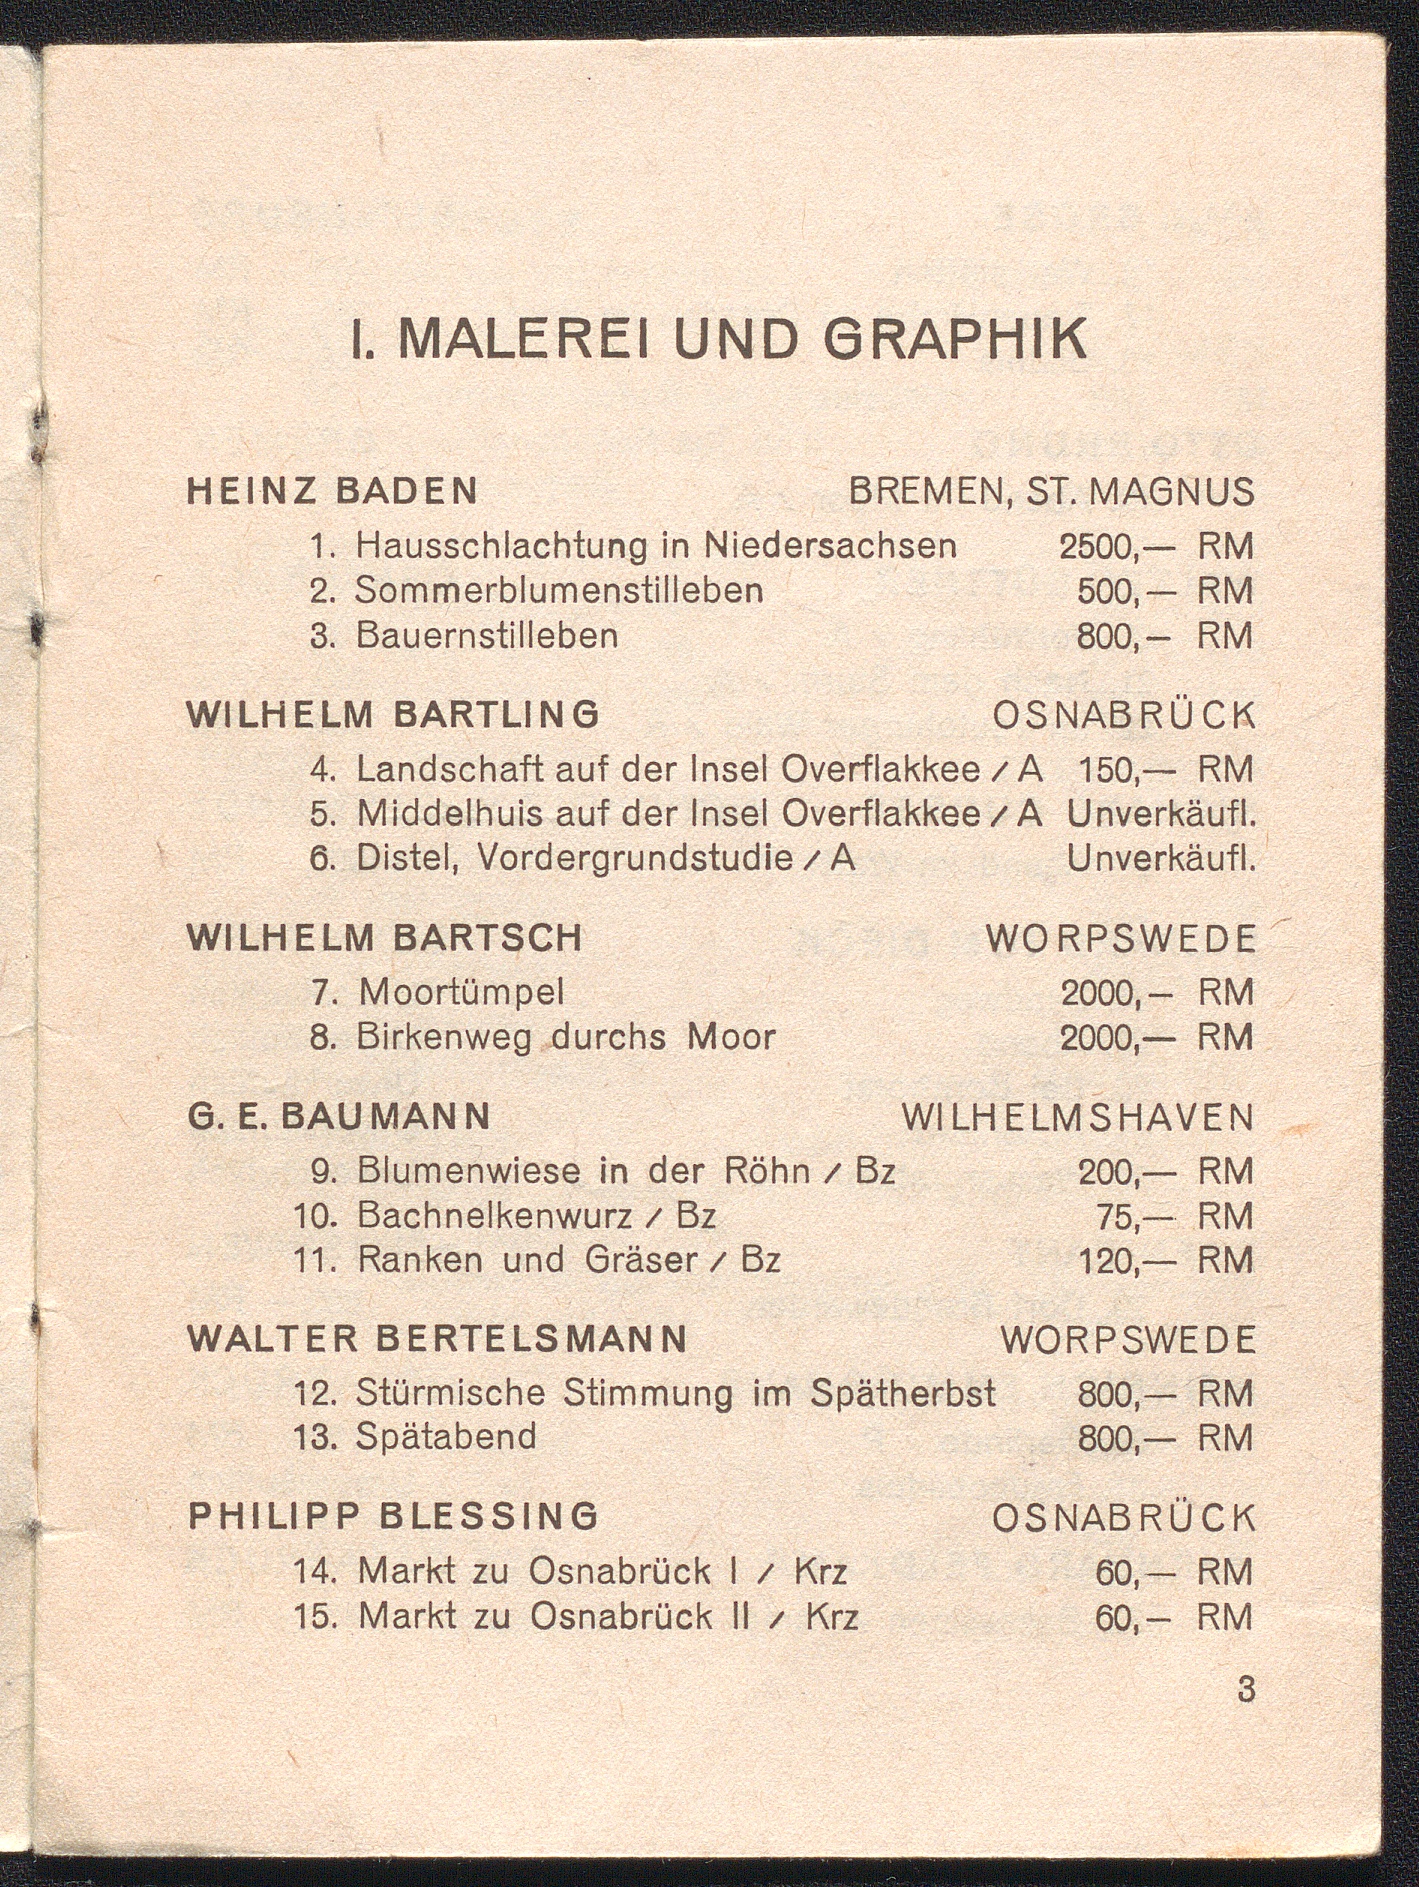 I. MALEREI UND GRAPHIK
HEINZ BADEN BREMEN, ST. MAGNUS
1. Hausschlachtung in Niedersachsen 2500,— RM
2. Sommerblumenstilleben 500,— RM
3. Bauernstilleben 800,— RM
WILHELM BARTLING OSNABRÜCK
4. Landschaft auf der Insel Overflakkee / A 150,— RM
5. Middelhuis auf der Insel Overflakkee / A Unverkäufl.
6. Distel, Vordergrundstudie / A Unverkäufl.
WILHELM BARTSCH WORPSWEDE
7. Moortümpel 2000,— RM
8. Birkenweg durchs Moor 2000,— RM
G. E. BAUMANN WILHELMSHAVEN
9. Blumenwiese in der Röhn / Bz 200,— RM
10. Bachnelkenwurz / Bz 75,— RM
11. Ranken und Gräser / Bz 120,— RM
WALTER BERTELSMANN WORPSWEDE
12. Stürmische Stimmung im Spätherbst 800,— RM
13. Spätabend 800,— RM
PHILIPP BLESSING OSNABRÜCK
14. Markt zu Osnabrück I / Krz 60,— RM
15. Markt zu Osnabrück II / Krz 60,— RM
3